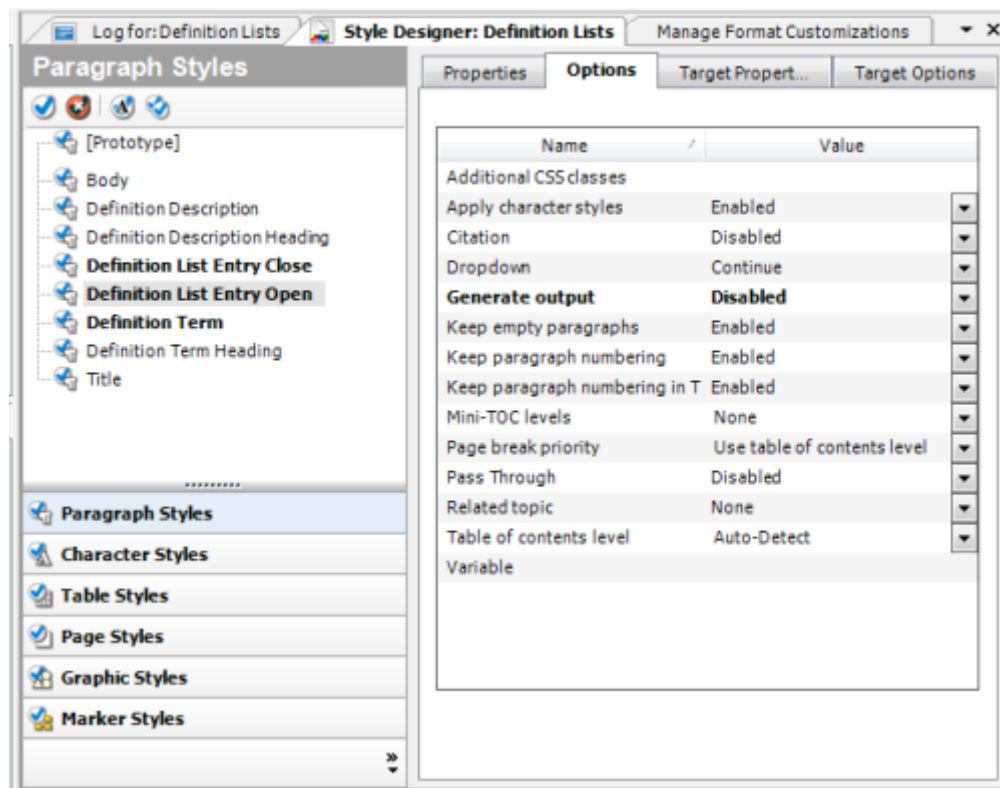 Log for: Definition Lists
Style Designer: Definition Lists
Manage Format Customizations
Paragraph Styles
[Prototype]
Body
Definition Description
Definition Description Heading
Definition List Entry Close
Definition List Entry Open
Definition Term
Definition Term Heading
Title
Paragraph Styles
Character Styles
Table Styles
Page Styles
Graphic Styles
Marker Styles
Properties
Options
Target Propert...
Target Options
Name Value
Additional CSS classes
Apply character styles Enabled
Citation Disabled
Dropdown Continue
Generate output Disabled
Keep empty paragraphs Enabled
Keep paragraph numbering Enabled
Keep paragraph numbering in T Enabled
Mini-TOC levels None
Page break priority Use table of contents level
Pass Through Disabled
Related topic None
Table of contents level Auto-Detect
Variable